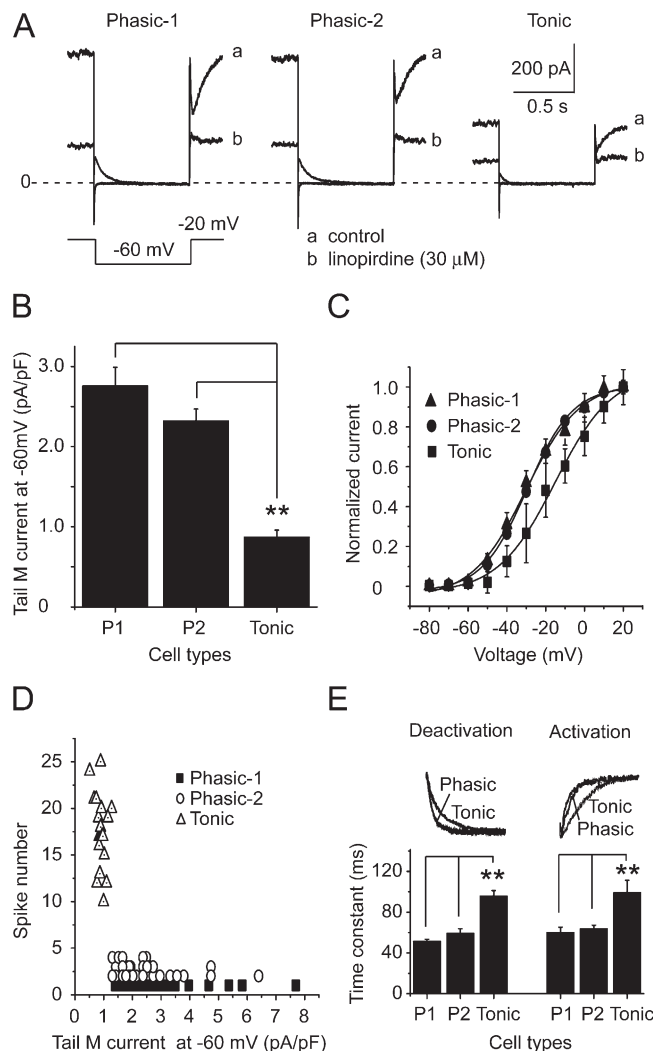 A
Phasic-1
Phasic-2
Tonic
a
b
a
b
200 pA
0.5 s
a
b
0
-20 mV
-60 mV
a control
b linopirdine (30 μM)
B
Tail M current at -60mV (pA/pF)
3.0
2.0
1.0
0
**
P1
P2
Tonic
Cell types
C
Normalized current
1.0
0.8
0.6
0.4
0.2
0
Phasic-1
Phasic-2
Tonic
-80
-60
-40
-20
0
20
Voltage (mV)
D
Spike number
25
20
15
10
5
0
Phasic-1
Phasic-2
Tonic
0
1
2
3
4
5
6
7
8
Tail M current at -60 mV (pA/pF)
E
Deactivation
Activation
Phasic
Tonic
Tonic
Phasic
Time constant (ms)
120
90
60
30
0
**
**
P1
P2
Tonic
P1
P2
Tonic
Cell types